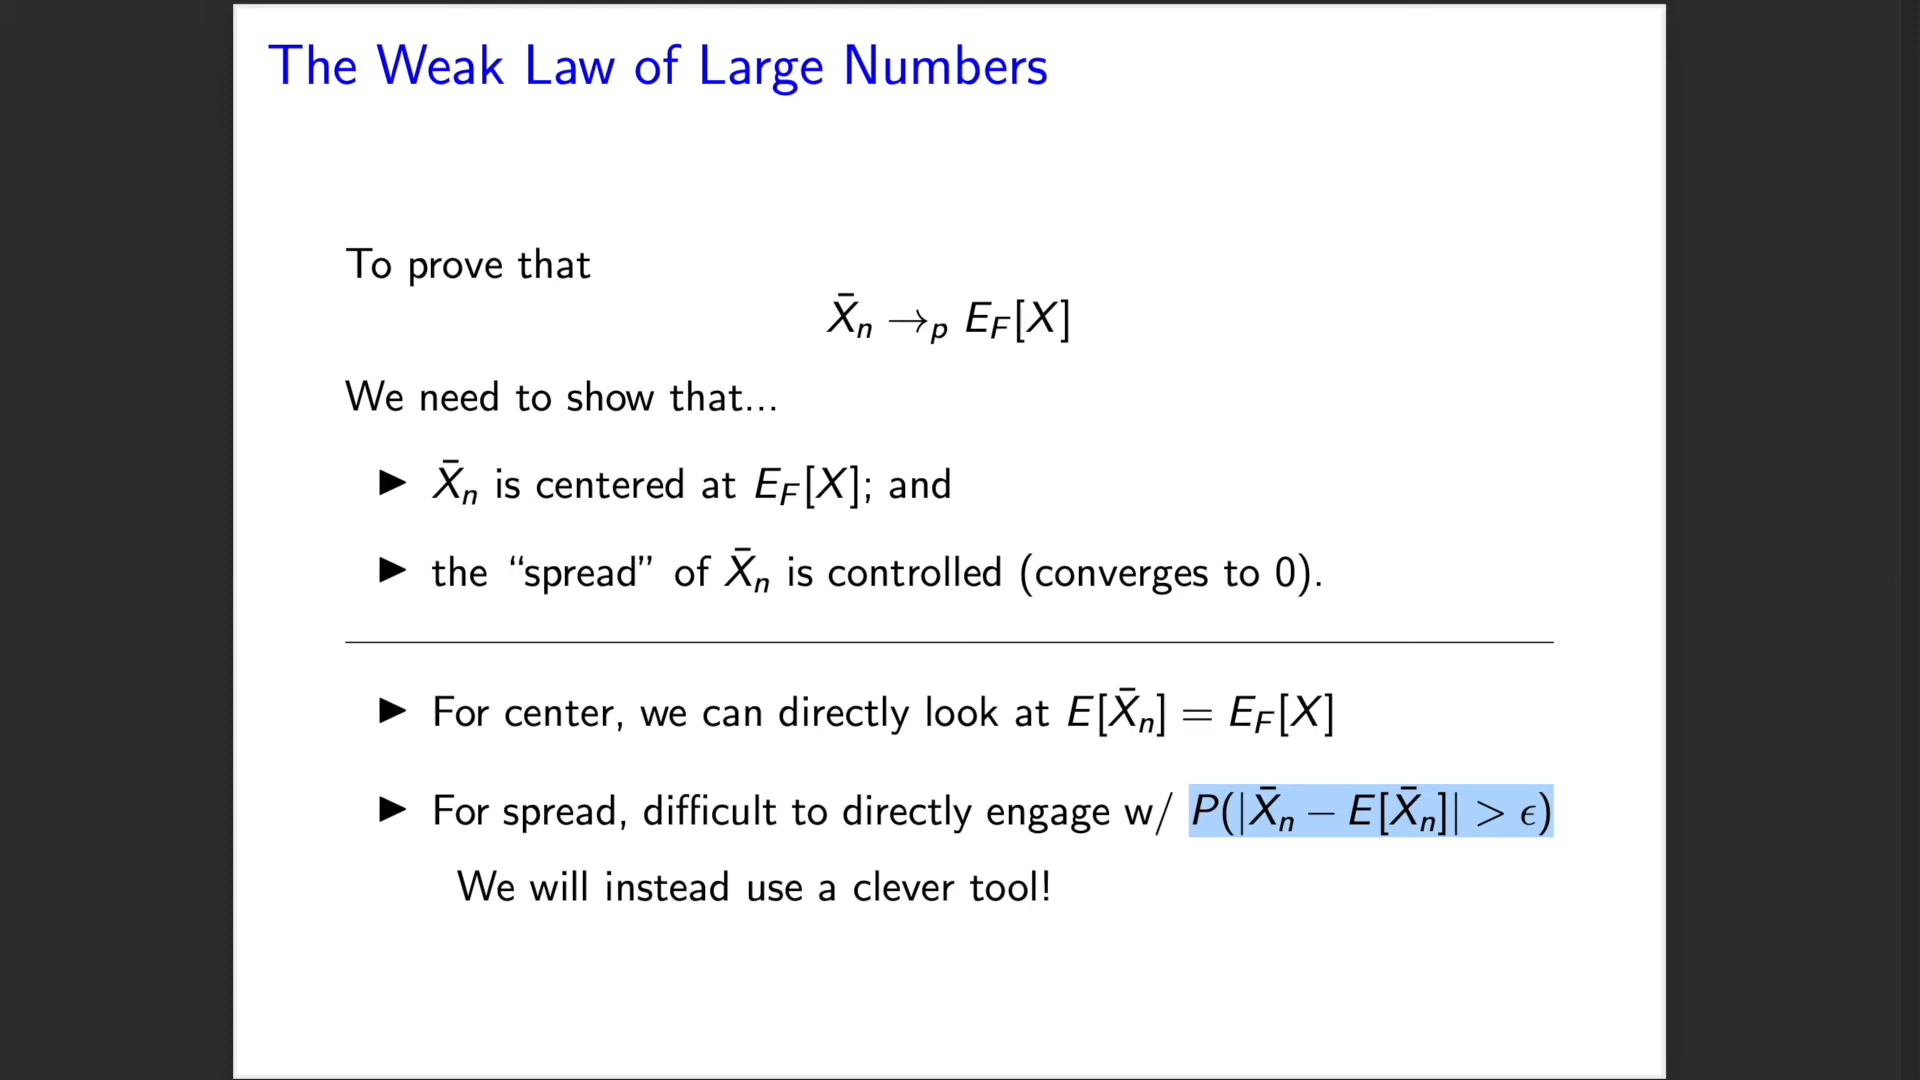 The Weak Law of Large Numbers
To prove that
X̄ₙ →ₚ E_F[X]
We need to show that...
▶ X̄ₙ is centered at E_F[X]; and
▶ the “spread” of X̄ₙ is controlled (converges to 0).
▶ For center, we can directly look at E[X̄ₙ] = E_F[X]
▶ For spread, difficult to directly engage w/ P(|X̄ₙ − E[X̄ₙ]| > ϵ)
We will instead use a clever tool!